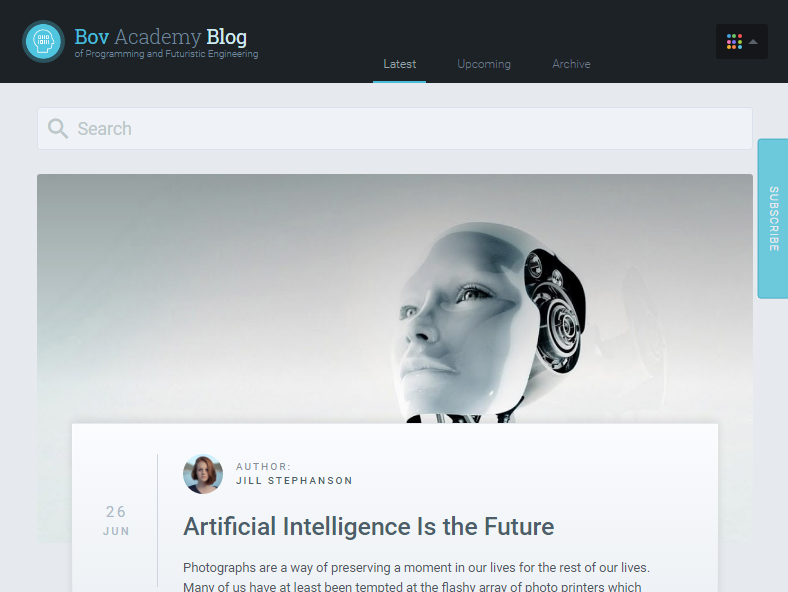 Bov Academy Blog
of Programming and Futuristic Engineering
Latest
Upcoming
Archive
Search
SUBSCRIBE
AUTHOR:
JILL STEPHANSON
26
JUN
Artificial Intelligence Is the Future
Photographs are a way of preserving a moment in our lives for the rest of our lives.
Many of us have at least been tempted at the flashy array of photo printers which